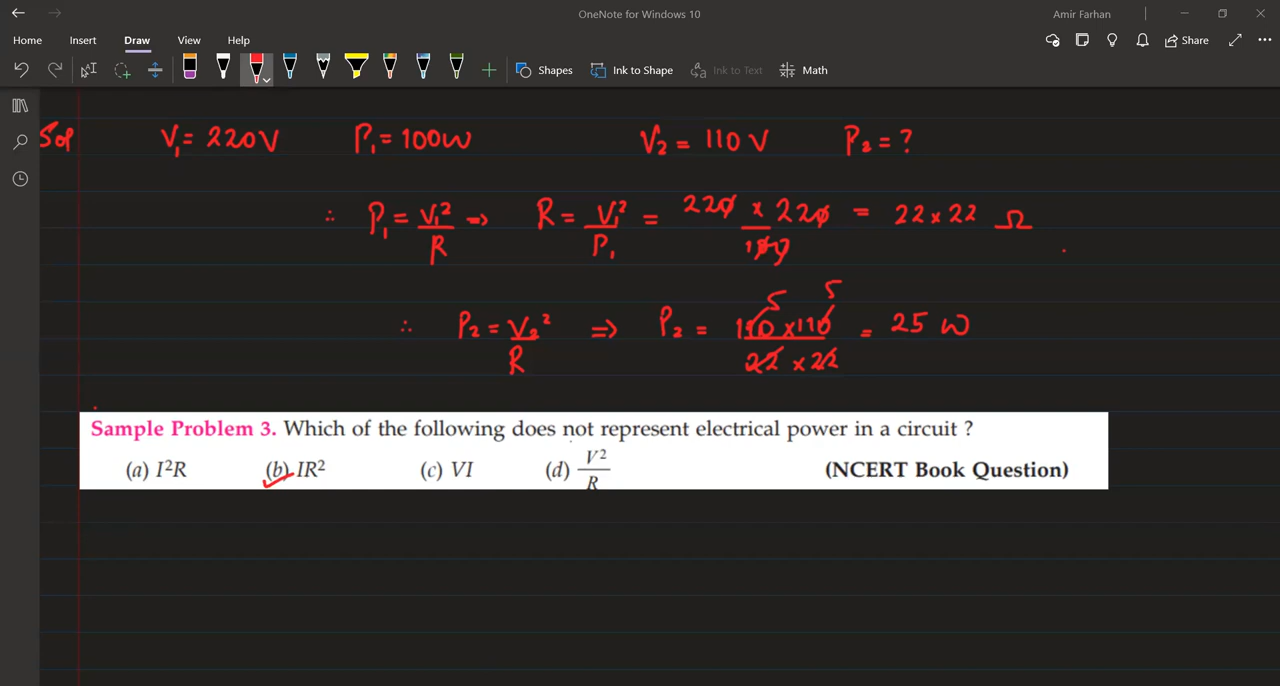 OneNote for Windows 10
Amir Farhan
Home Insert Draw View Help
Share
Shapes Ink to Shape Ink to Text Math
Sol V₁ = 220V P₁ = 100W V₂ = 110 V P₂ = ?
∴ P₁ = V₁²/R => R = V₁²/P₁ = 220 × 220/100 = 22 × 22 Ω
5 5
∴ P₂ = V₂²/R => P₂ = 110 × 110/22 × 22 = 25 W
Sample Problem 3. Which of the following does not represent electrical power in a circuit ?
(a) I²R (b) IR² (c) VI (d) V²/R (NCERT Book Question)